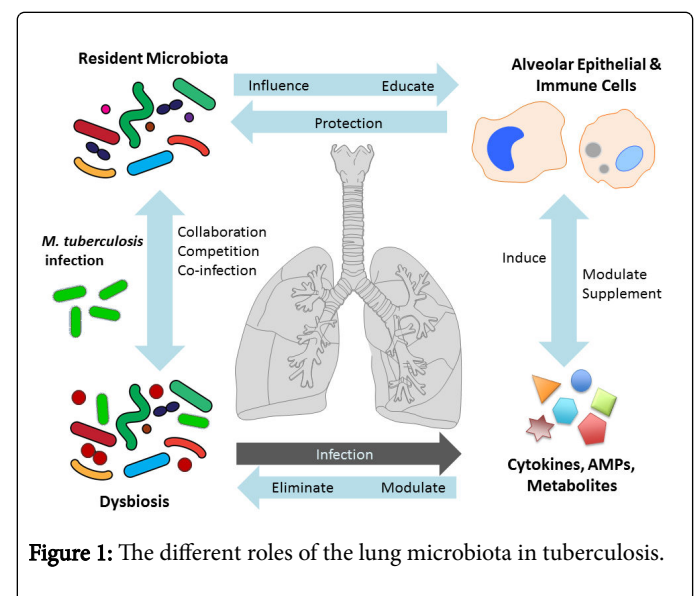 Resident Microbiota
Alveolar Epithelial &
Immune Cells
Influence
Educate
Protection
M. tuberculosis
infection
Collaboration
Competition
Co-infection
Induce
Modulate
Supplement
Infection
Eliminate
Modulate
Dysbiosis
Cytokines, AMPs,
Metabolites
Figure 1: The different roles of the lung microbiota in tuberculosis.